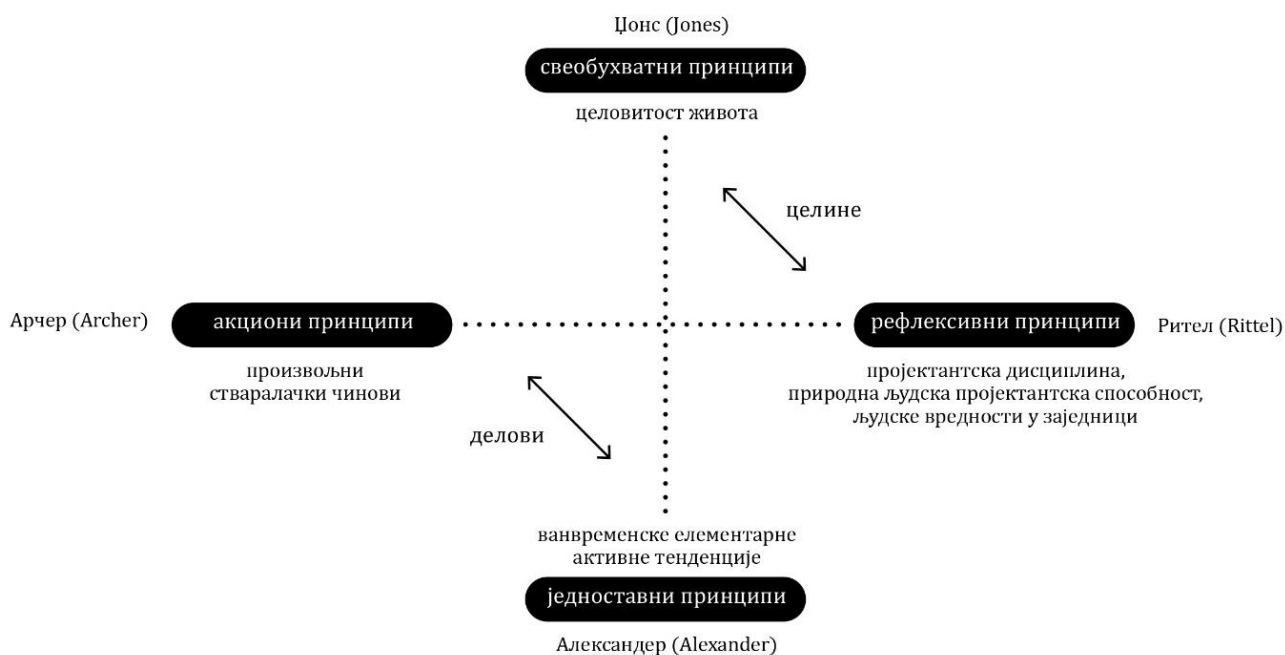 Џонс (Jones)
свеобухватни принципи
целовитост живота
целине
Арчер (Archer)
акциони принципи
рефлексивни принципи
Рител (Rittel)
произвољни
стваралачки чинови
пројектантска дисциплина,
природна људска пројектантска способност,
људске вредности у заједници
делови
ванвременске елементарне
активне тенденције
једноставни принципи
Александер (Alexander)